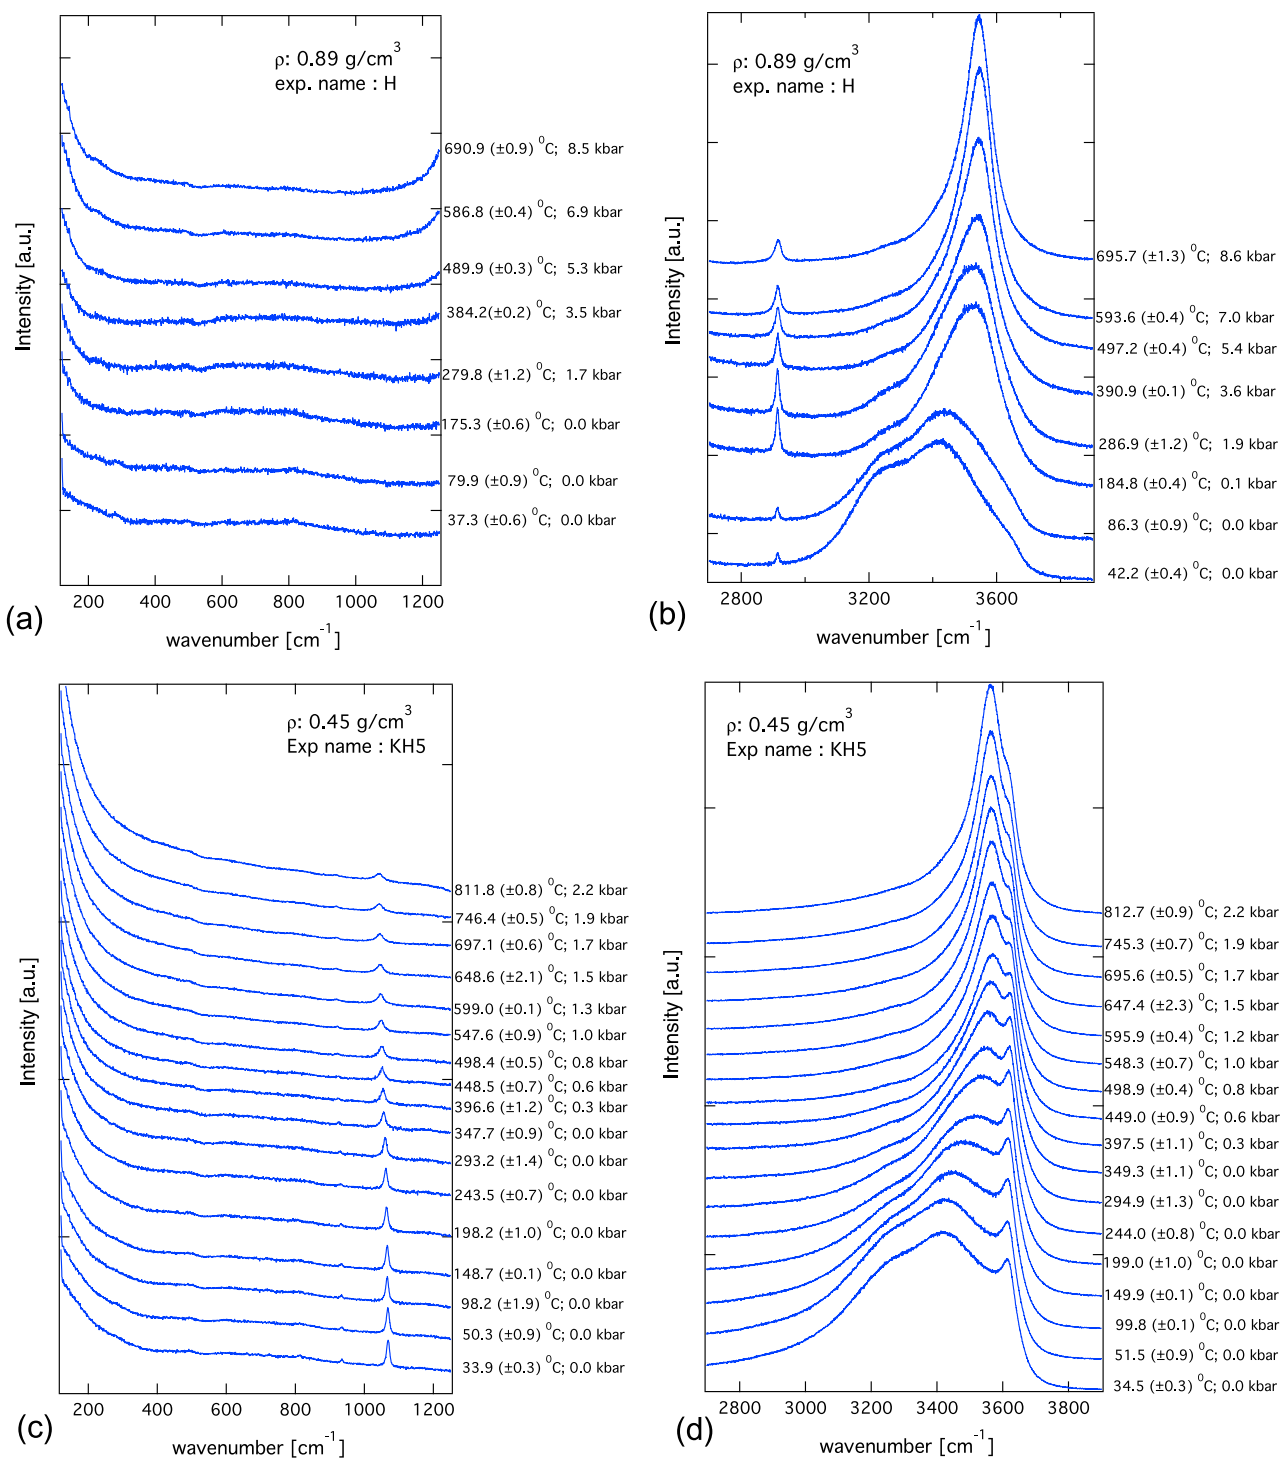 ρ: 0.89 g/cm³
exp. name : H
690.9 (±0.9) ⁰C; 8.5 kbar
586.8 (±0.4) ⁰C; 6.9 kbar
489.9 (±0.3) ⁰C; 5.3 kbar
384.2(±0.2) ⁰C; 3.5 kbar
279.8 (±1.2) ⁰C; 1.7 kbar
175.3 (±0.6) ⁰C; 0.0 kbar
79.9 (±0.9) ⁰C; 0.0 kbar
37.3 (±0.6) ⁰C; 0.0 kbar
Intensity [a.u.]
200 400 600 800 1000 1200
(a)
wavenumber [cm⁻¹]
ρ: 0.89 g/cm³
exp. name : H
695.7 (±1.3) ⁰C; 8.6 kbar
593.6 (±0.4) ⁰C; 7.0 kbar
497.2 (±0.4) ⁰C; 5.4 kbar
390.9 (±0.1) ⁰C; 3.6 kbar
286.9 (±1.2) ⁰C; 1.9 kbar
184.8 (±0.4) ⁰C; 0.1 kbar
86.3 (±0.9) ⁰C; 0.0 kbar
42.2 (±0.4) ⁰C; 0.0 kbar
Intensity [a.u.]
2800 3200 3600
(b)
wavenumber [cm⁻¹]
ρ: 0.45 g/cm³
Exp name : KH5
811.8 (±0.8) ⁰C; 2.2 kbar
746.4 (±0.5) ⁰C; 1.9 kbar
697.1 (±0.6) ⁰C; 1.7 kbar
648.6 (±2.1) ⁰C; 1.5 kbar
599.0 (±0.1) ⁰C; 1.3 kbar
547.6 (±0.9) ⁰C; 1.0 kbar
498.4 (±0.5) ⁰C; 0.8 kbar
448.5 (±0.7) ⁰C; 0.6 kbar
396.6 (±1.2) ⁰C; 0.3 kbar
347.7 (±0.9) ⁰C; 0.0 kbar
293.2 (±1.4) ⁰C; 0.0 kbar
243.5 (±0.7) ⁰C; 0.0 kbar
198.2 (±1.0) ⁰C; 0.0 kbar
148.7 (±0.1) ⁰C; 0.0 kbar
98.2 (±1.9) ⁰C; 0.0 kbar
50.3 (±0.9) ⁰C; 0.0 kbar
33.9 (±0.3) ⁰C; 0.0 kbar
Intensity [a.u.]
200 400 600 800 1000 1200
(c)
wavenumber [cm⁻¹]
ρ: 0.45 g/cm³
Exp name : KH5
812.7 (±0.9) ⁰C; 2.2 kbar
745.3 (±0.7) ⁰C; 1.9 kbar
695.6 (±0.5) ⁰C; 1.7 kbar
647.4 (±2.3) ⁰C; 1.5 kbar
595.9 (±0.4) ⁰C; 1.2 kbar
548.3 (±0.7) ⁰C; 1.0 kbar
498.9 (±0.4) ⁰C; 0.8 kbar
449.0 (±0.9) ⁰C; 0.6 kbar
397.5 (±1.1) ⁰C; 0.3 kbar
349.3 (±1.1) ⁰C; 0.0 kbar
294.9 (±1.3) ⁰C; 0.0 kbar
244.0 (±0.8) ⁰C; 0.0 kbar
199.0 (±1.0) ⁰C; 0.0 kbar
149.9 (±0.1) ⁰C; 0.0 kbar
99.8 (±0.1) ⁰C; 0.0 kbar
51.5 (±0.9) ⁰C; 0.0 kbar
34.5 (±0.3) ⁰C; 0.0 kbar
Intensity [a.u.]
2800 3000 3200 3400 3600 3800
(d)
wavenumber [cm⁻¹]